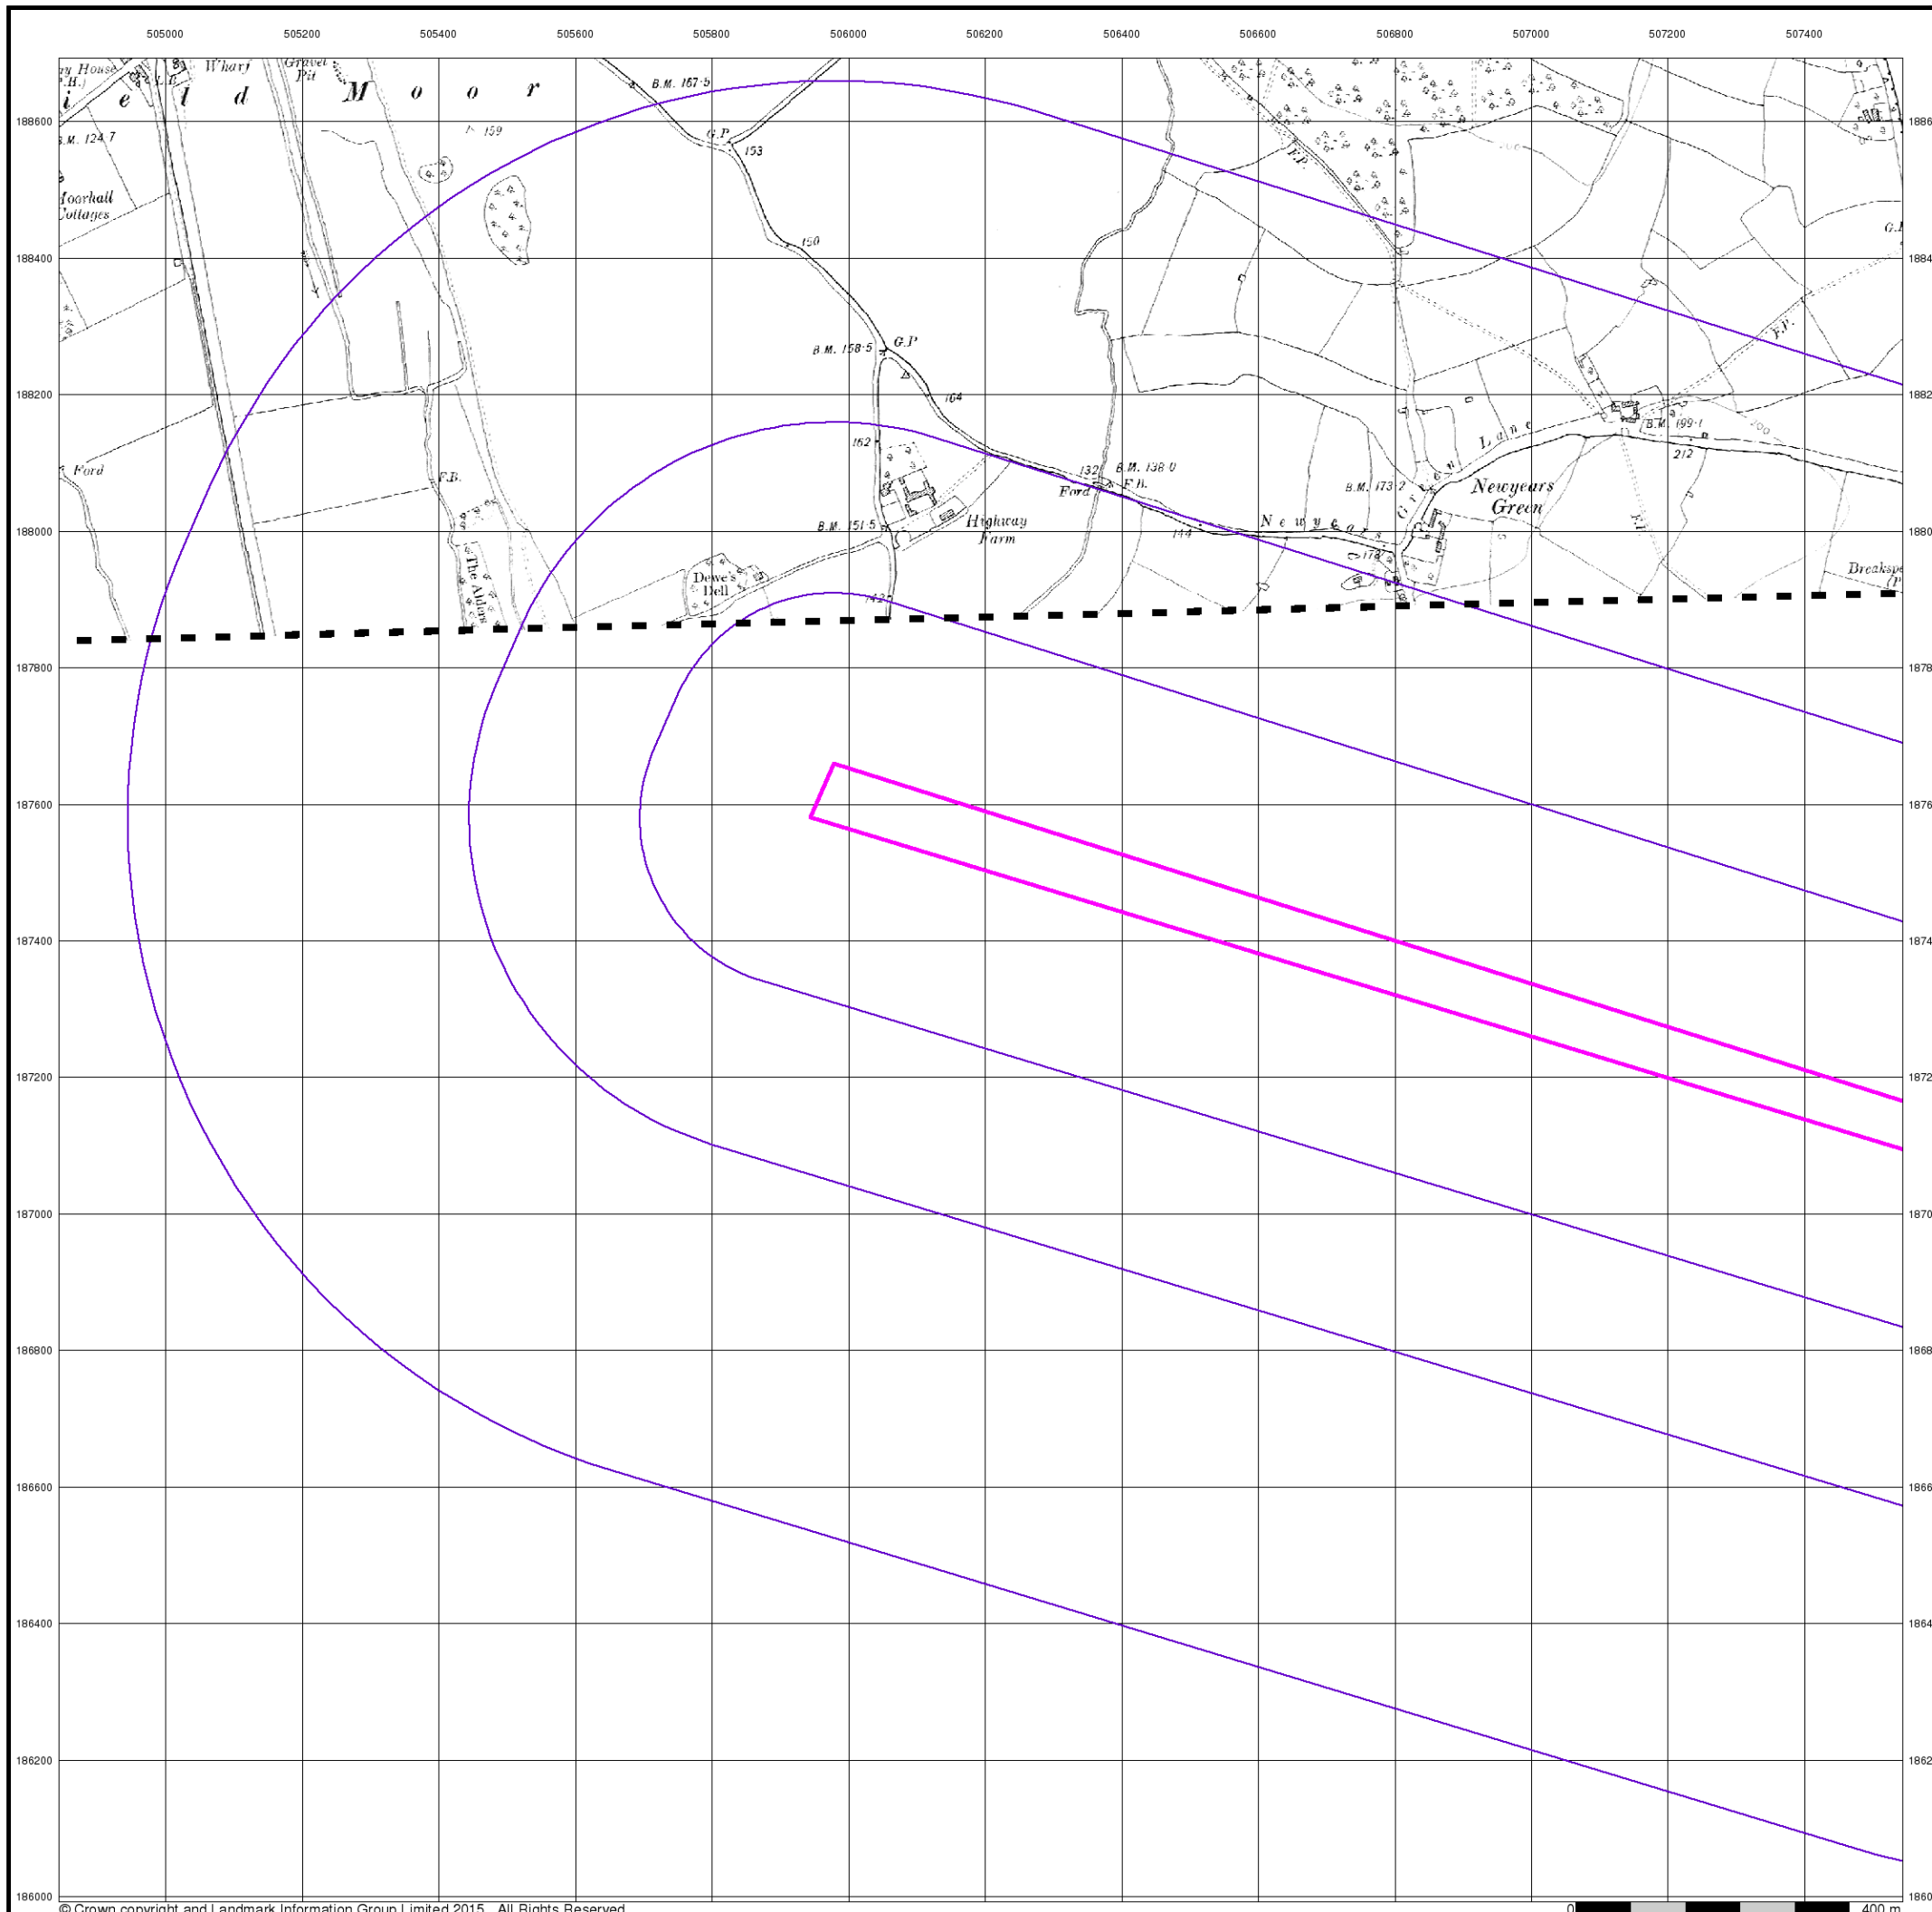 505000 505200 505400 505600 505800 506000 506200 506400 506600 506800 507000 507200 507400
Wharf
Gravel
Pit
House
L.B.
i e l d M o o r
B.M. 167·5
188600
159
G.P
153
F.P.
B.M. 124·7
Moorhall
Cottages
150
188400
B.M. 158·5
G.P
F.P.
188200
164
Newyears Green Lane
B.M. 199·1
200
162
212
Ford
132
B.M. 138·0
F.B.
Ford
F.B.
B.M. 173·2
Newyears
Green
188000
B.M. 151·5
Highway
Farm
144
The Alders
Dewe's
Dell
187800
187600
187400
187200
187000
186800
186600
186400
186200
186000
© Crown copyright and Landmark Information Group Limited 2015. All Rights Reserved.
0 400 m